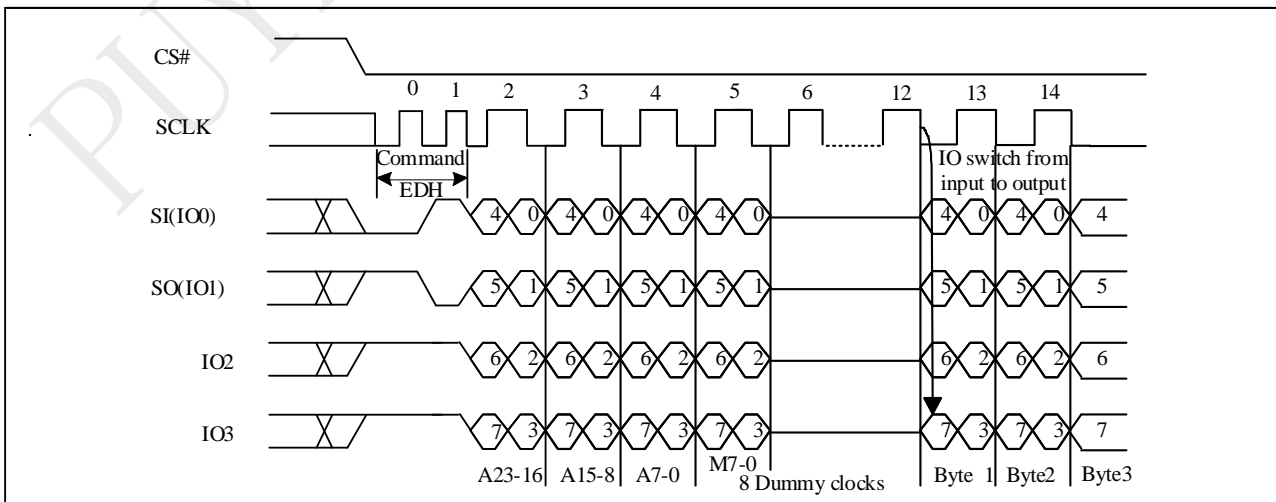 PUY
CS#
0 1 2 3 4 5 6 12 13 14
SCLK
Command
EDH
IO switch from
input to output
SI(IO0)
4 0 4 0 4 0 4 0 4 0 4 0 4
SO(IO1)
5 1 5 1 5 1 5 1 5 1 5 1 5
IO2
6 2 6 2 6 2 6 2 6 2 6 2 6
IO3
7 3 7 3 7 3 7 3 7 3 7 3 7
A23-16 A15-8 A7-0 M7-0 8 Dummy clocks Byte 1 Byte2 Byte3